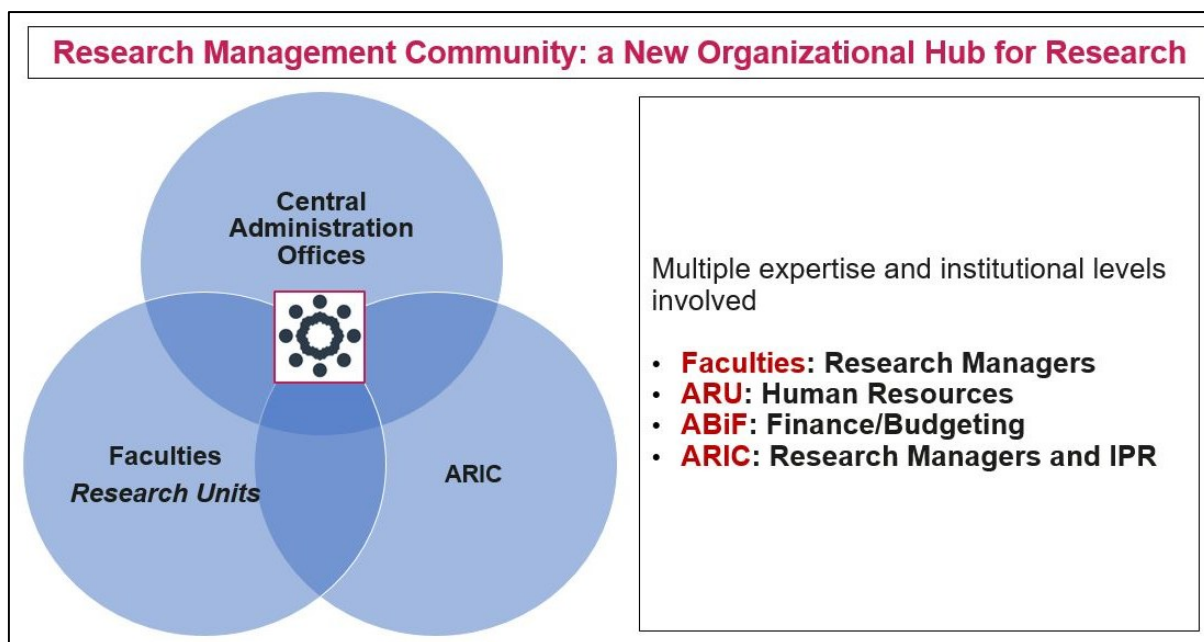 Research Management Community: a New Organizational Hub for Research
Central
Administration
Offices
Faculties
Research Units
ARIC
Multiple expertise and institutional levels
involved
• Faculties: Research Managers
• ARU: Human Resources
• ABiF: Finance/Budgeting
• ARIC: Research Managers and IPR